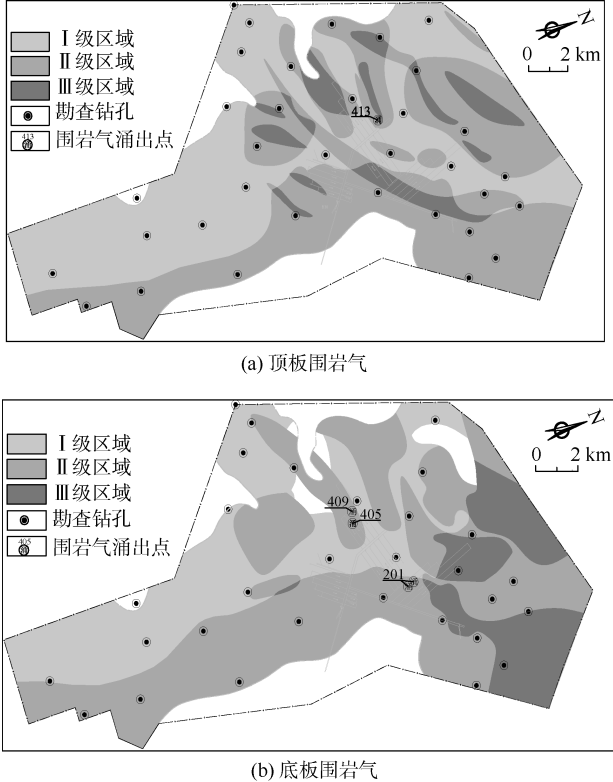 Ⅰ级区域
Ⅱ级区域
Ⅲ级区域
勘查钻孔
413
围岩气涌出点
413
N
0 2 km
(a) 顶板围岩气
Ⅰ级区域
Ⅱ级区域
Ⅲ级区域
勘查钻孔
405
围岩气涌出点
409
405
201
N
0 2 km
(b) 底板围岩气